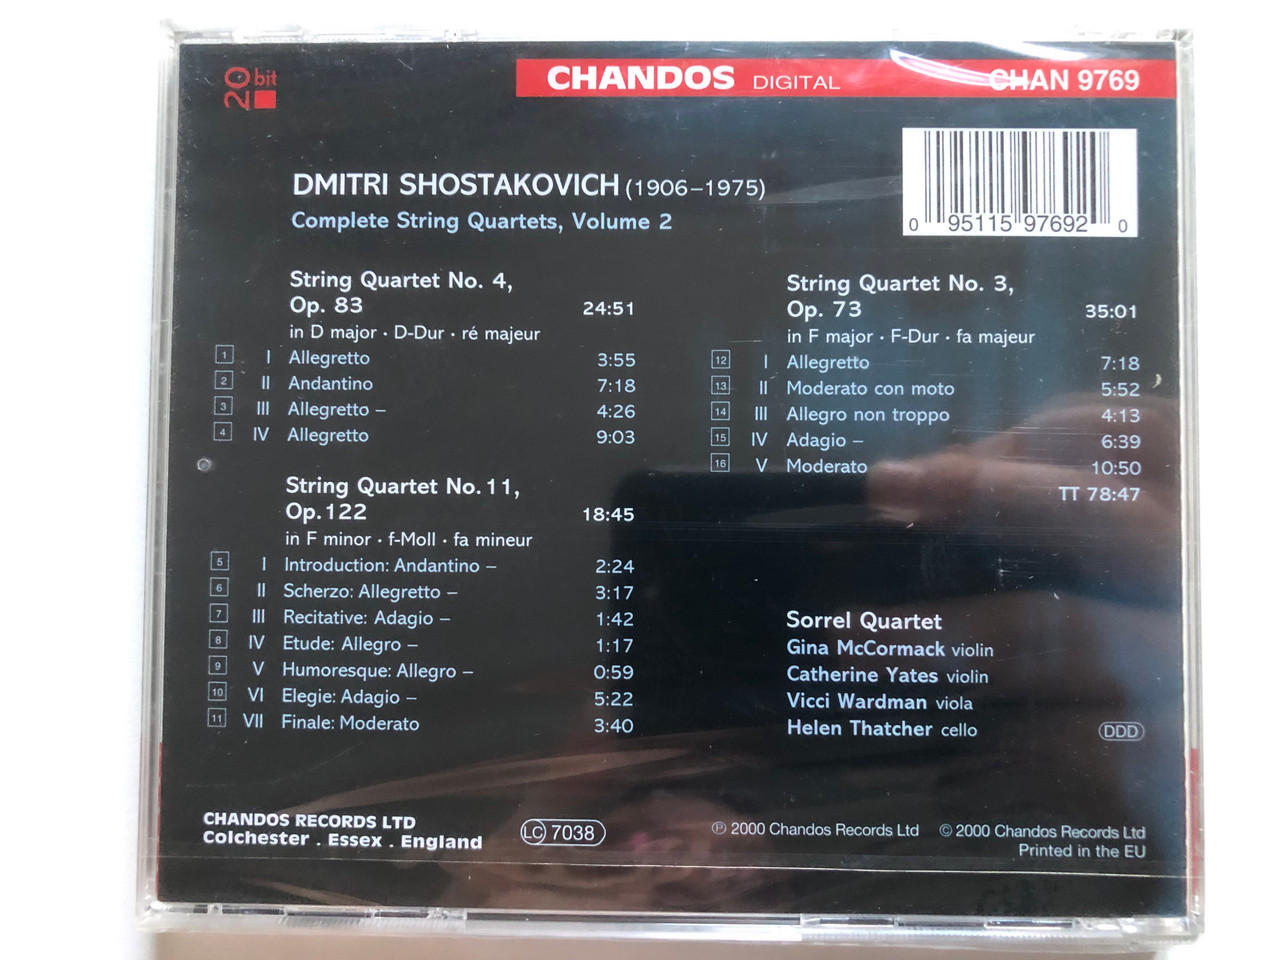 20 bit
CHANDOS DIGITAL CHAN 9769
0 95115 97692 0
DMITRI SHOSTAKOVICH (1906–1975)
Complete String Quartets, Volume 2
String Quartet No. 4,
Op. 83 24:51
in D major · D-Dur · ré majeur
1 I Allegretto 3:55
2 II Andantino 7:18
3 III Allegretto – 4:26
4 IV Allegretto 9:03
String Quartet No. 11,
Op. 122 18:45
in F minor · f-Moll · fa mineur
5 I Introduction: Andantino – 2:24
6 II Scherzo: Allegretto – 3:17
7 III Recitative: Adagio – 1:42
8 IV Etude: Allegro – 1:17
9 V Humoresque: Allegro – 0:59
10 VI Elegie: Adagio – 5:22
11 VII Finale: Moderato 3:40
String Quartet No. 3,
Op. 73 35:01
in F major · F-Dur · fa majeur
12 I Allegretto 7:18
13 II Moderato con moto 5:52
14 III Allegro non troppo 4:13
15 IV Adagio – 6:39
16 V Moderato 10:50
TT 78:47
Sorrel Quartet
Gina McCormack violin
Catherine Yates violin
Vicci Wardman viola
Helen Thatcher cello
DDD
CHANDOS RECORDS LTD
Colchester . Essex . England
LC 7038
℗ 2000 Chandos Records Ltd © 2000 Chandos Records Ltd
Printed in the EU